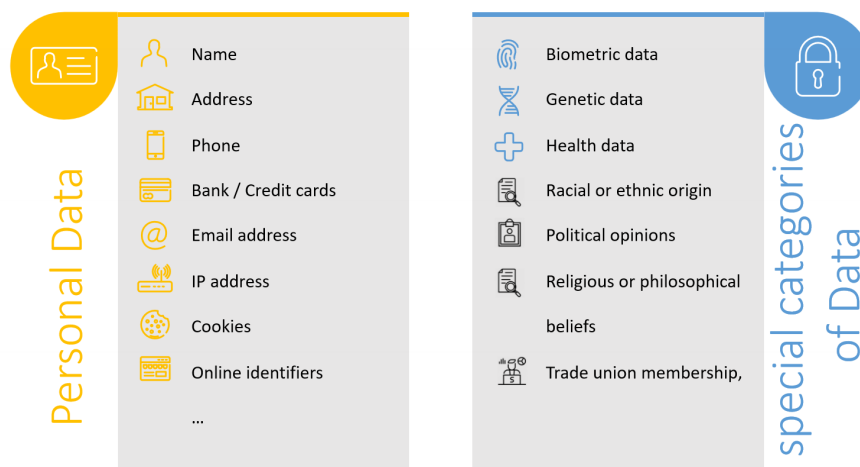 Personal Data
Name
Address
Phone
Bank / Credit cards
Email address
@
IP address
Cookies
Online identifiers
...
special categories
of Data
Biometric data
Genetic data
Health data
Racial or ethnic origin
Political opinions
Religious or philosophical
beliefs
Trade union membership,